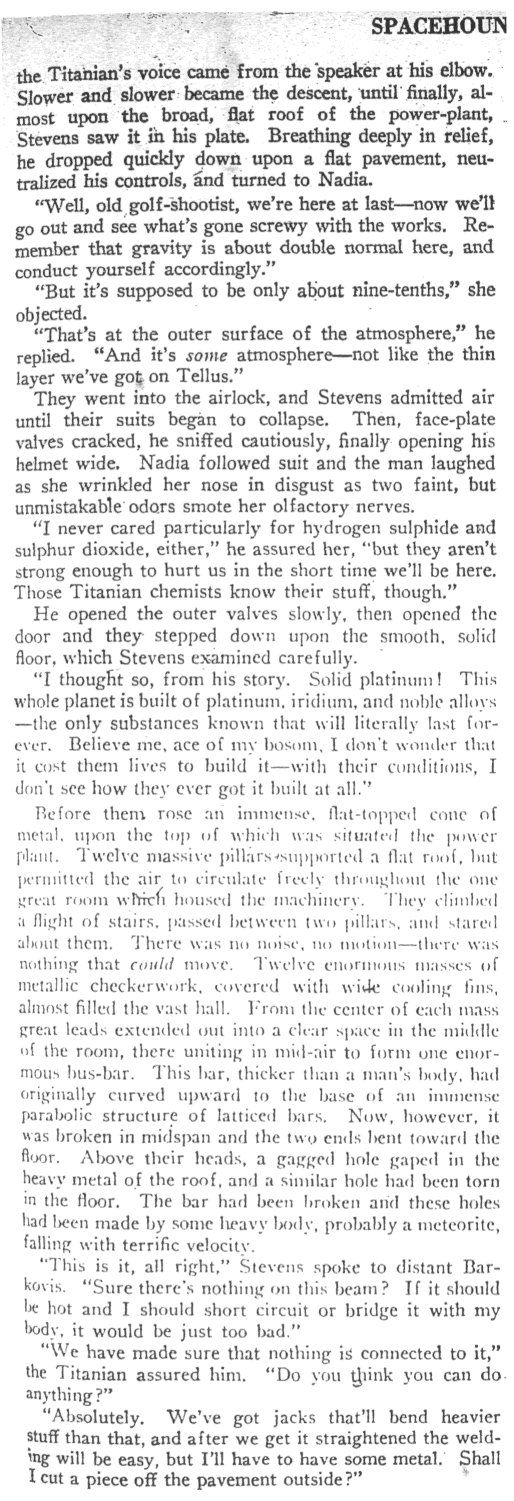 SPACEHOUN
the Titanian's voice came from the speaker at his elbow.
Slower and slower became the descent, until finally, al-
most upon the broad, flat roof of the power-plant,
Stevens saw it in his plate. Breathing deeply in relief,
he dropped quickly down upon a flat pavement, neu-
tralized his controls, and turned to Nadia.
"Well, old golf-shootist, we're here at last—now we'll
go out and see what's gone screwy with the works. Re-
member that gravity is about double normal here, and
conduct yourself accordingly."
"But it's supposed to be only about nine-tenths," she
objected.
"That's at the outer surface of the atmosphere," he
replied. "And it's some atmosphere—not like the thin
layer we've got on Tellus."
They went into the airlock, and Stevens admitted air
until their suits began to collapse. Then, face-plate
valves cracked, he sniffed cautiously, finally opening his
helmet wide. Nadia followed suit and the man laughed
as she wrinkled her nose in disgust as two faint, but
unmistakable odors smote her olfactory nerves.
"I never cared particularly for hydrogen sulphide and
sulphur dioxide, either," he assured her, "but they aren't
strong enough to hurt us in the short time we'll be here.
Those Titanian chemists know their stuff, though."
He opened the outer valves slowly, then opened the
door and they stepped down upon the smooth, solid
floor, which Stevens examined carefully.
"I thought so, from his story. Solid platinum! This
whole planet is built of platinum, iridium, and noble alloys
—the only substances known that will literally last for-
ever. Believe me, ace of my bosom, I don't wonder that
it cost them lives to build it—with their conditions, I
don't see how they ever got it built at all."
Before them rose an immense, flat-topped cone of
metal, upon the top of which was situated the power
plant. Twelve massive pillars supported a flat roof, but
permitted the air to circulate freely throughout the one
great room which housed the machinery. They climbed
a flight of stairs, passed between two pillars, and stared
about them. There was no noise, no motion—there was
nothing that could move. Twelve enormous masses of
metallic checkerwork, covered with wide cooling fins,
almost filled the vast hall. From the center of each mass
great leads extended out into a clear space in the middle
of the room, there uniting in mid-air to form one enor-
mous bus-bar. This bar, thicker than a man's body, had
originally curved upward to the base of an immense
parabolic structure of latticed bars. Now, however, it
was broken in midspan and the two ends bent toward the
floor. Above their heads, a gagged hole gaped in the
heavy metal of the roof, and a similar hole had been torn
in the floor. The bar had been broken and these holes
had been made by some heavy body, probably a meteorite,
falling with terrific velocity.
"This is it, all right," Stevens spoke to distant Bar-
kovis. "Sure there's nothing on this beam? If it should
be hot and I should short circuit or bridge it with my
body, it would be just too bad."
"We have made sure that nothing is connected to it,"
the Titanian assured him. "Do you think you can do
anything?"
"Absolutely. We've got jacks that'll bend heavier
stuff than that, and after we get it straightened the weld-
ing will be easy, but I'll have to have some metal. Shall
I cut a piece off the pavement outside?"